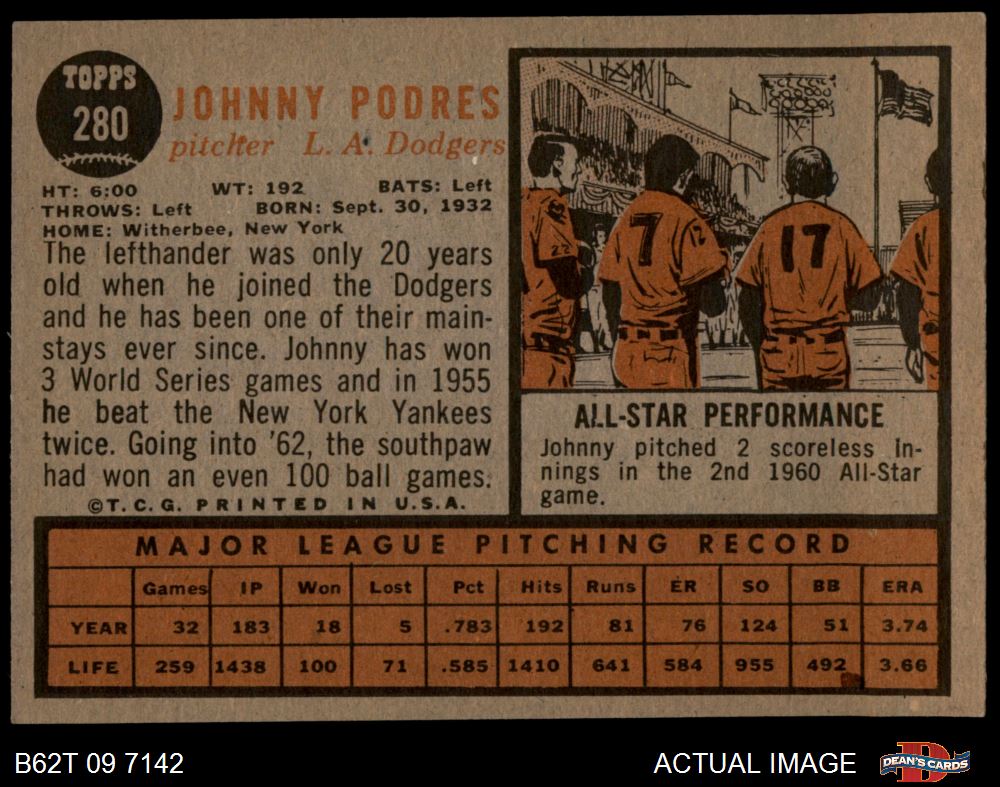 TOPPS
280
JOHNNY PODRES
pitcher L. A. Dodgers
HT: 6:00 WT: 192 BATS: Left
THROWS: Left BORN: Sept. 30, 1932
HOME: Witherbee, New York
The lefthander was only 20 years
old when he joined the Dodgers
and he has been one of their main-
stays ever since. Johnny has won
3 World Series games and in 1955
he beat the New York Yankees
twice. Going into '62, the southpaw
had won an even 100 ball games.
©T. C. G. PRINTED IN U.S.A.
22
7
12
17
ALL-STAR PERFORMANCE
Johnny pitched 2 scoreless in-
nings in the 2nd 1960 All-Star
game.
MAJOR LEAGUE PITCHING RECORD
Games IP Won Lost Pct Hits Runs ER SO BB ERA
YEAR 32 183 18 5 .783 192 81 76 124 51 3.74
LIFE 259 1438 100 71 .585 1410 641 584 955 492 3.66
B62T 09 7142
ACTUAL IMAGE
DEAN'S CARDS